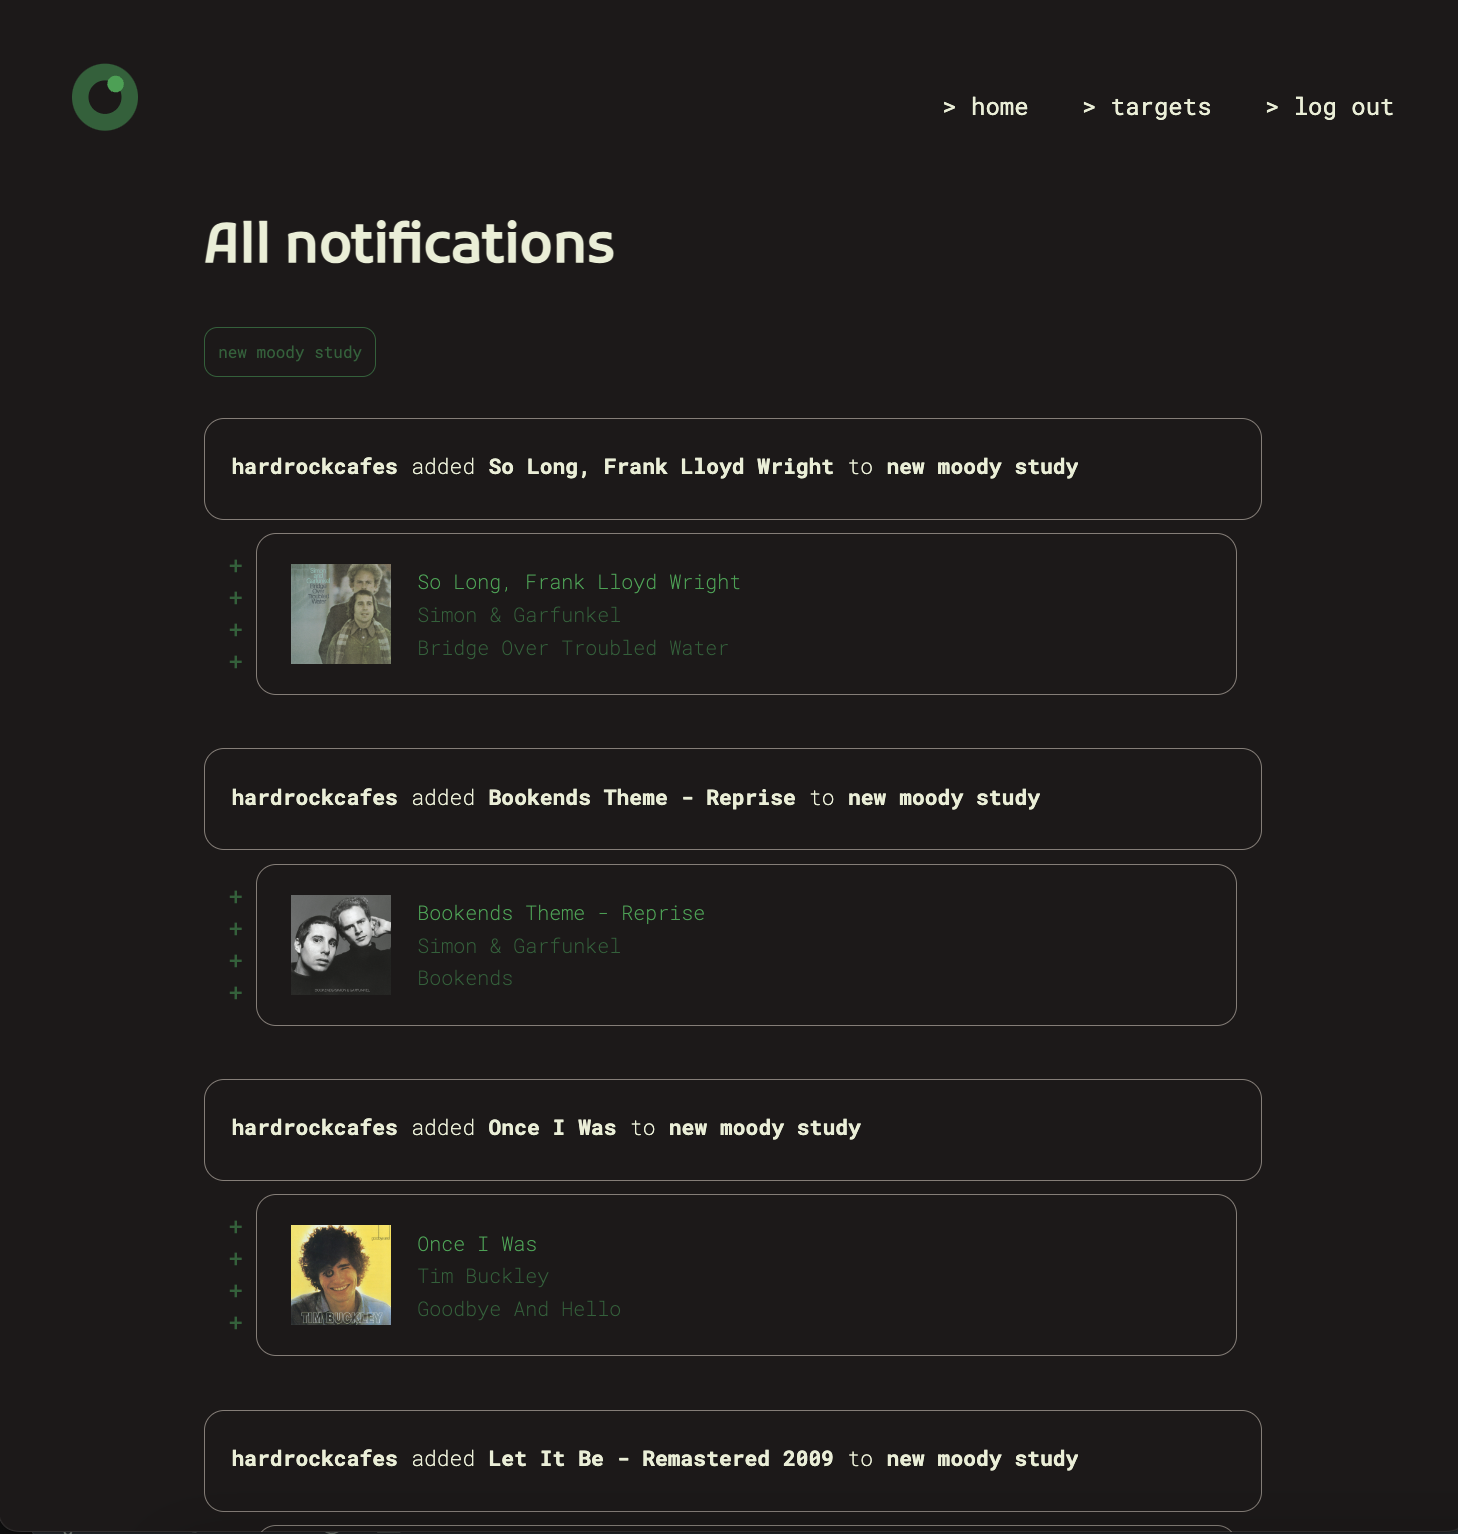 > home > targets > log out
All notifications
new moody study
hardrockcafes added So Long, Frank Lloyd Wright to new moody study
+
+
+
+
So Long, Frank Lloyd Wright
Simon & Garfunkel
Bridge Over Troubled Water
hardrockcafes added Bookends Theme - Reprise to new moody study
+
+
+
+
Bookends Theme - Reprise
Simon & Garfunkel
Bookends
hardrockcafes added Once I Was to new moody study
+
+
+
+
TIM BUCKLEY
Once I Was
Tim Buckley
Goodbye And Hello
hardrockcafes added Let It Be - Remastered 2009 to new moody study